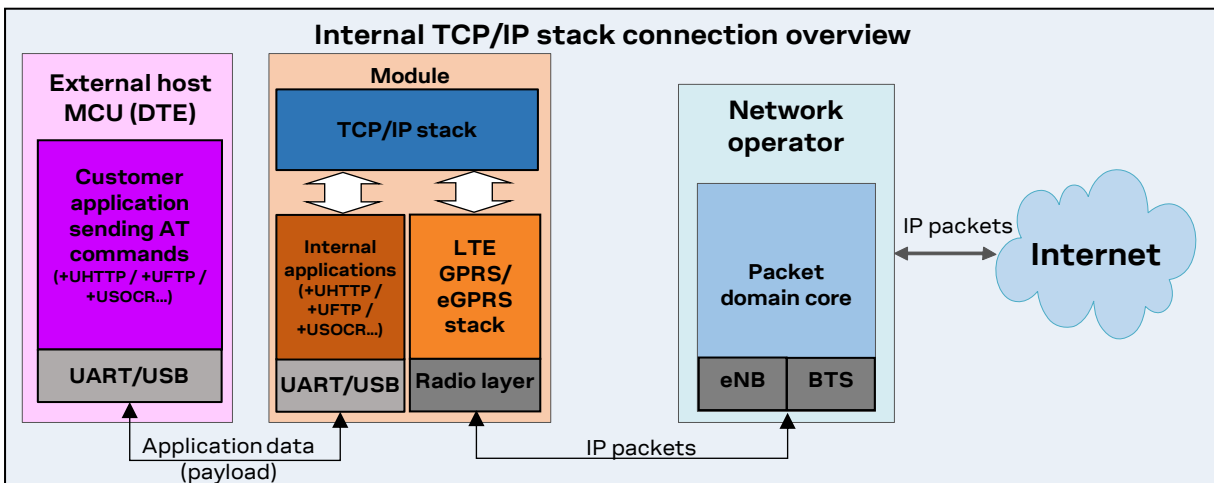 Internal TCP/IP stack connection overview
External host
MCU (DTE)
Customer
application
sending AT
commands
(+UHTTP / +UFTP /
+USOCR...)
UART/USB
Module
TCP/IP stack
Internal
applications
(+UHTTP /
+UFTP /
+USOCR...)
UART/USB
LTE
GPRS/
eGPRS
stack
Radio layer
Network
operator
Packet
domain core
eNB
BTS
IP packets
Internet
Application data
(payload)
IP packets